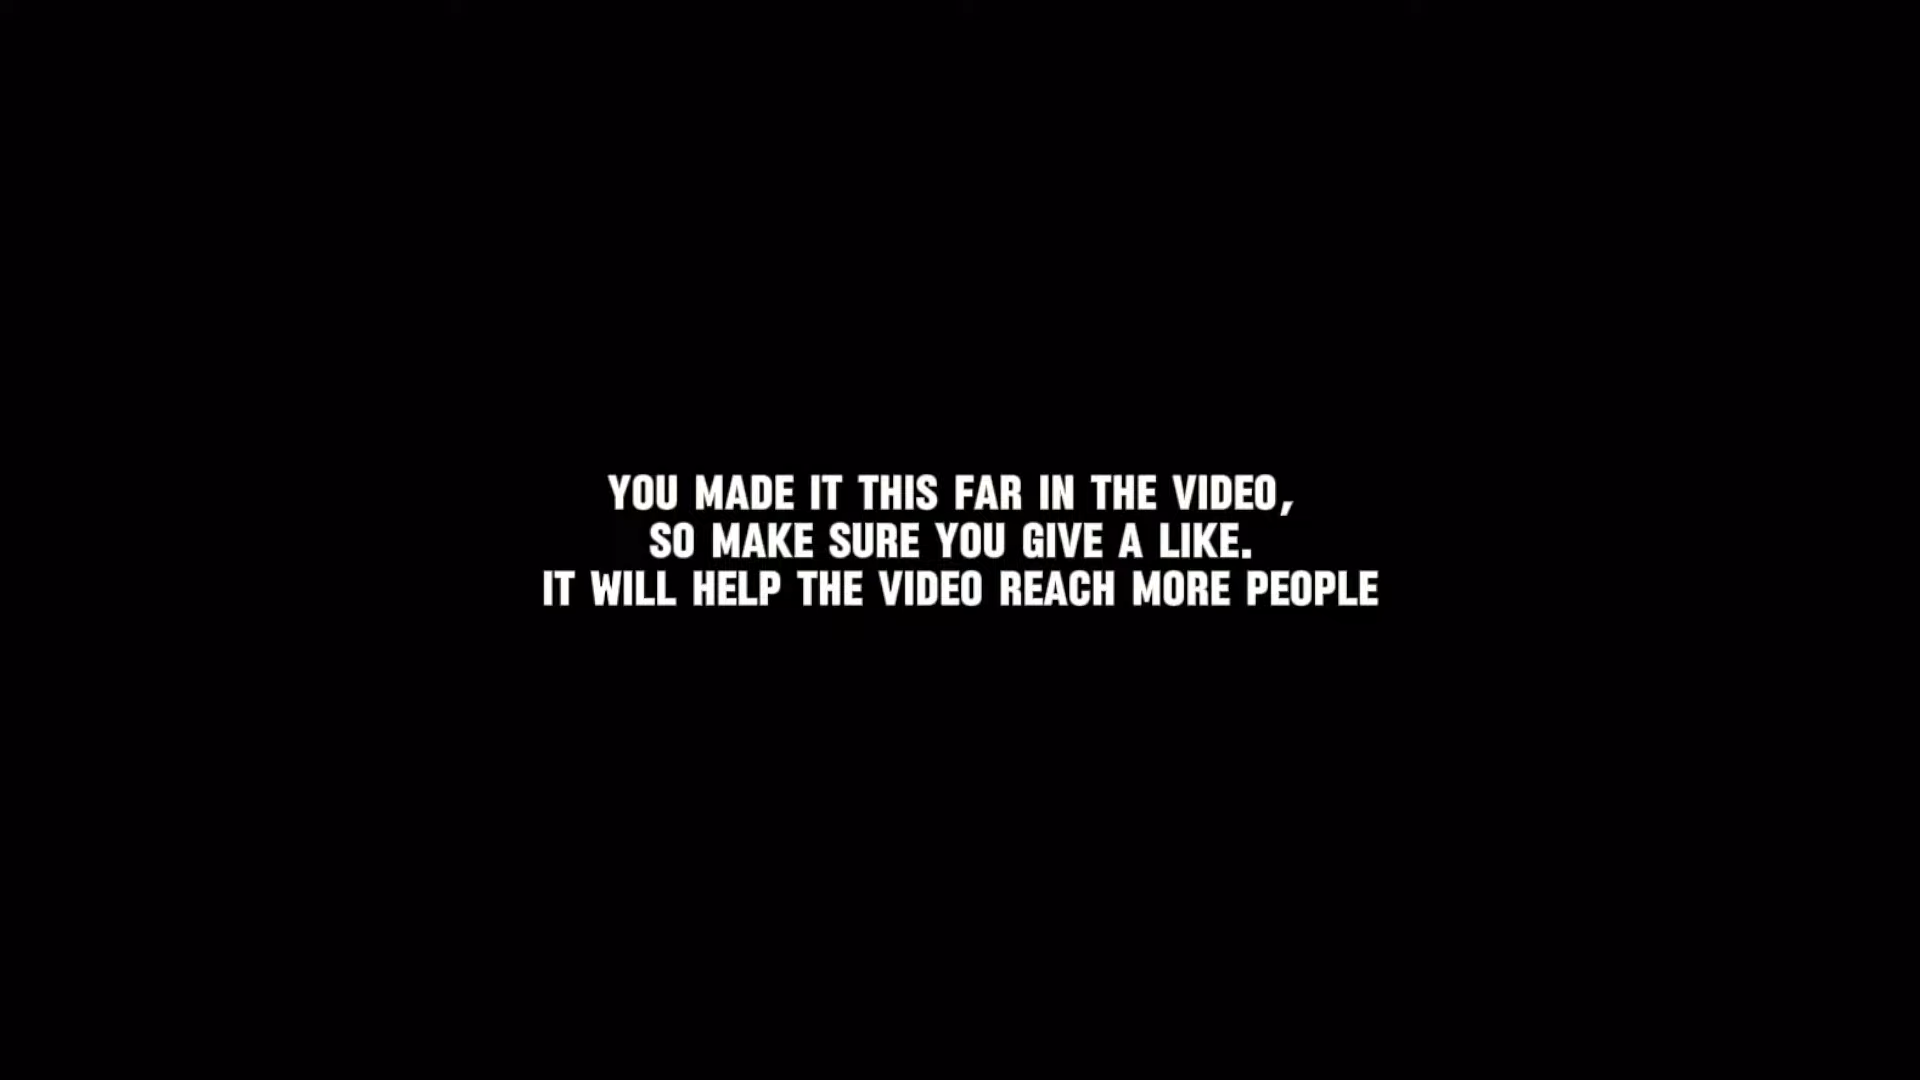 YOU MADE IT THIS FAR IN THE VIDEO,
SO MAKE SURE YOU GIVE A LIKE.
IT WILL HELP THE VIDEO REACH MORE PEOPLE